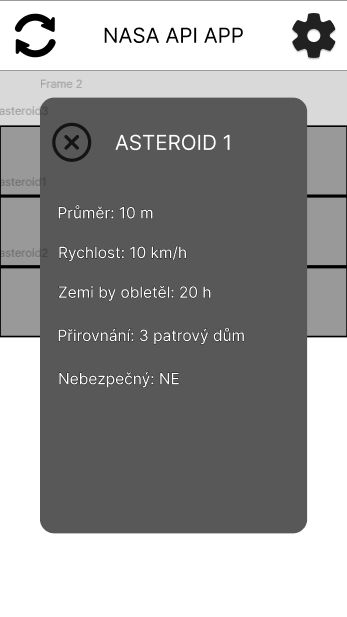 NASA API APP
Frame 2
asteroid3
ASTEROID 1
asteroid1
Průměr: 10 m
Rychlost: 10 km/h
asteroid2
Zemi by obletěl: 20 h
Přirovnání: 3 patrový dům
Nebezpečný: NE